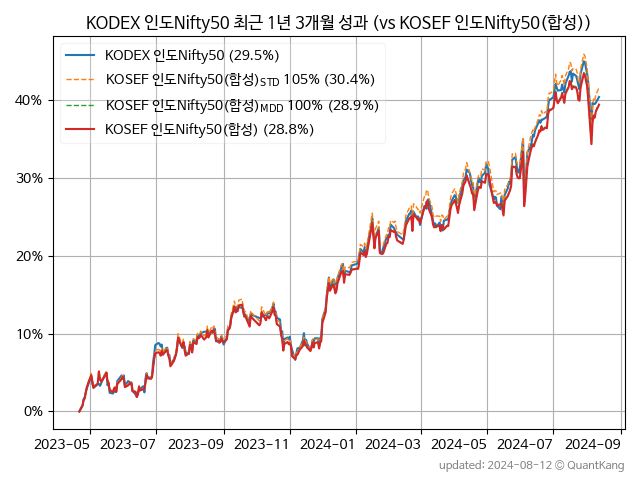 KODEX 인도Nifty50 최근 1년 3개월 성과 (vs KOSEF 인도Nifty50(합성))
KODEX 인도Nifty50 (29.5%)
KOSEF 인도Nifty50(합성)STD 105% (30.4%)
KOSEF 인도Nifty50(합성)MDD 100% (28.9%)
KOSEF 인도Nifty50(합성) (28.8%)
40%
30%
20%
10%
0%
2023-05 2023-07 2023-09 2023-11 2024-01 2024-03 2024-05 2024-07 2024-09
updated: 2024-08-12 © QuantKang